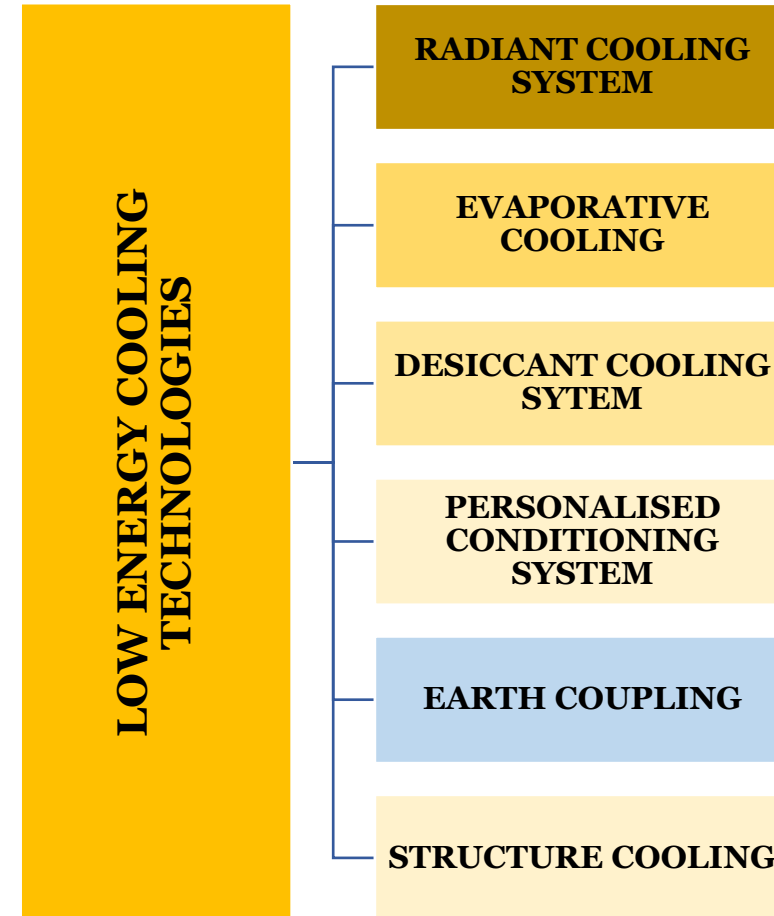 LOW ENERGY COOLING
TECHNOLOGIES
RADIANT COOLING
SYSTEM
EVAPORATIVE
COOLING
DESICCANT COOLING
SYTEM
PERSONALISED
CONDITIONING
SYSTEM
EARTH COUPLING
STRUCTURE COOLING